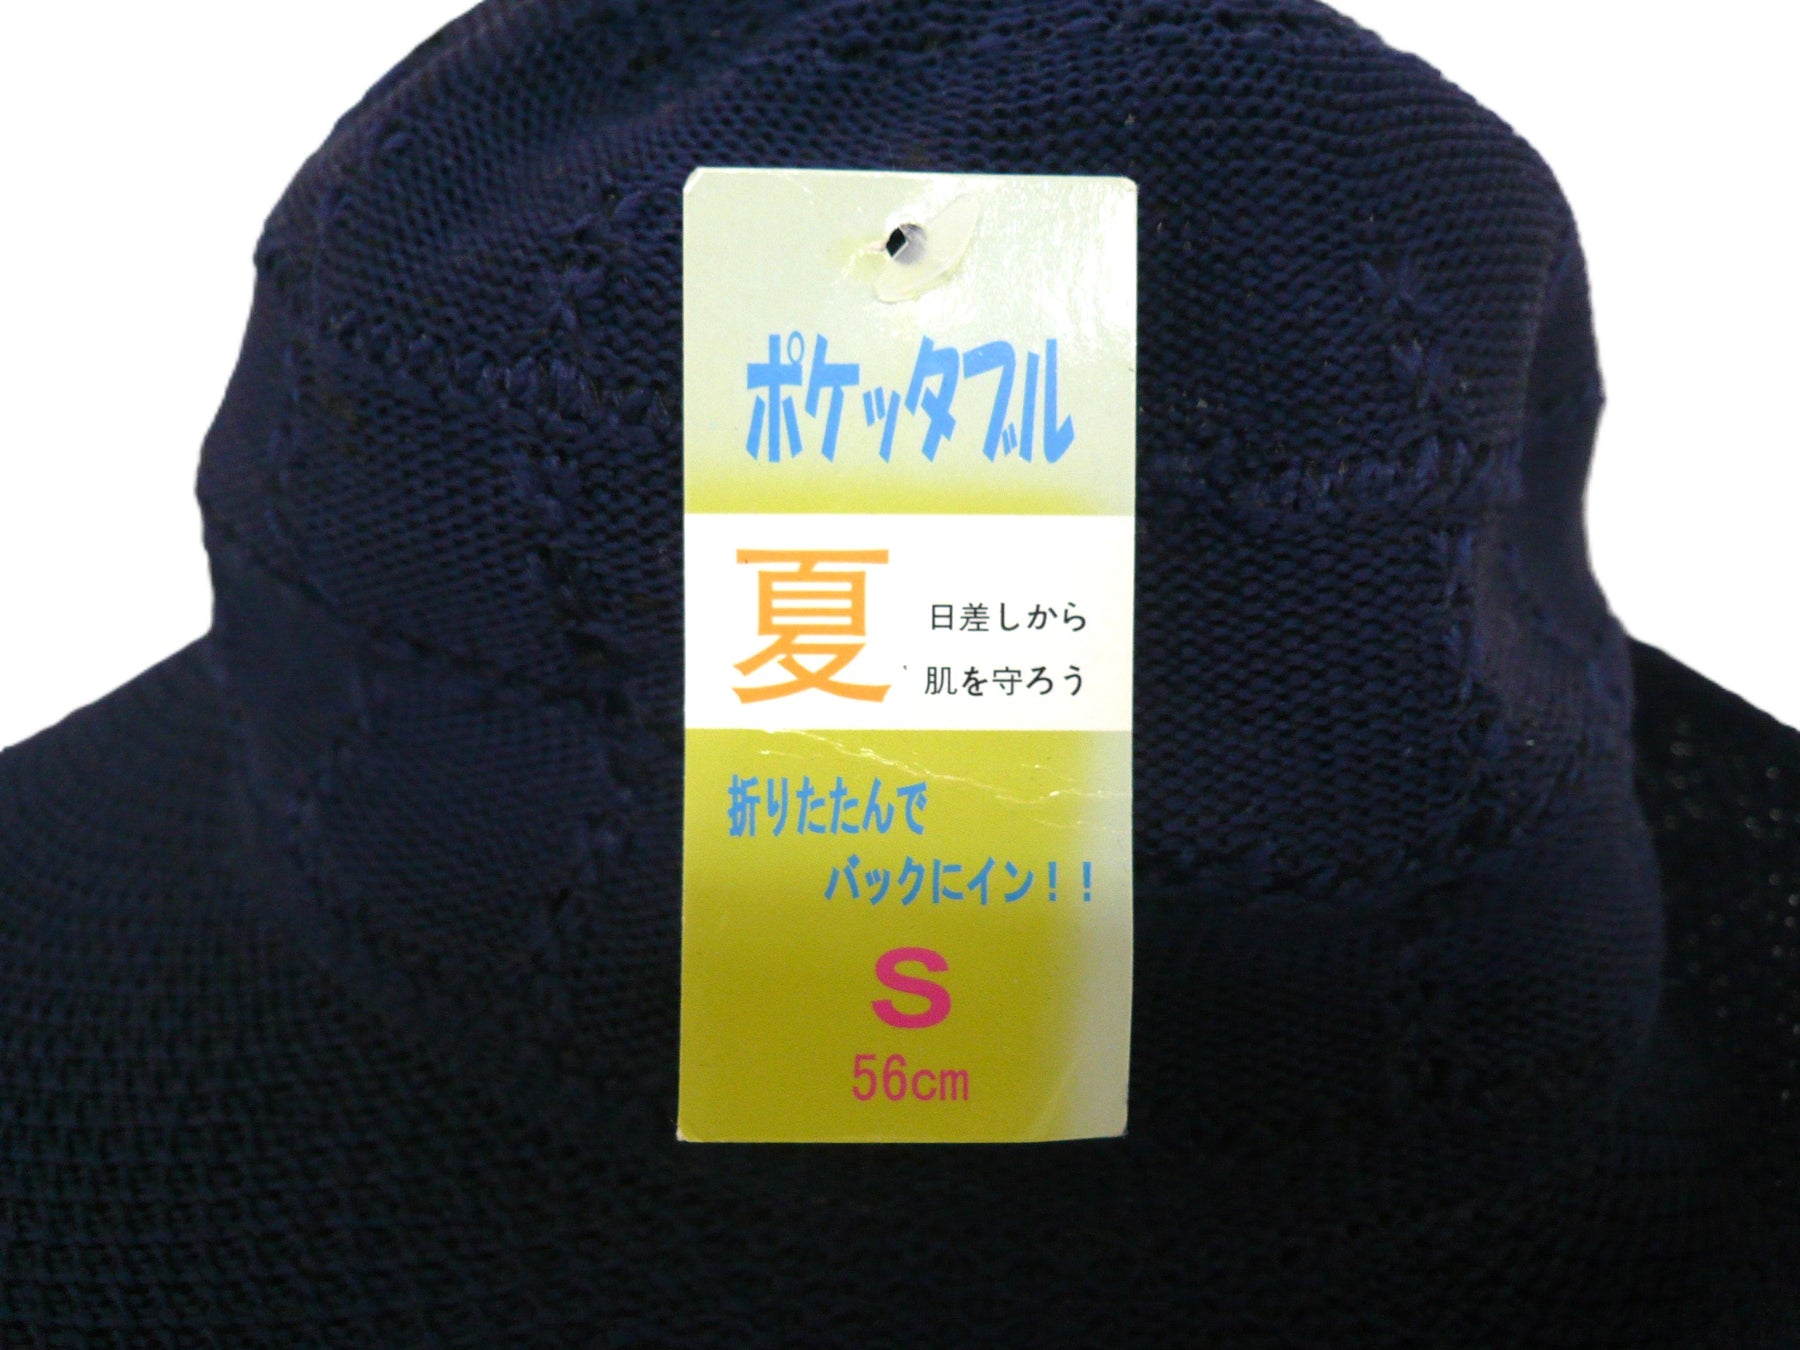 ポケッタブル
夏
日差しから
肌を守ろう
折りたたんで
バックにイン！！
S
56cm